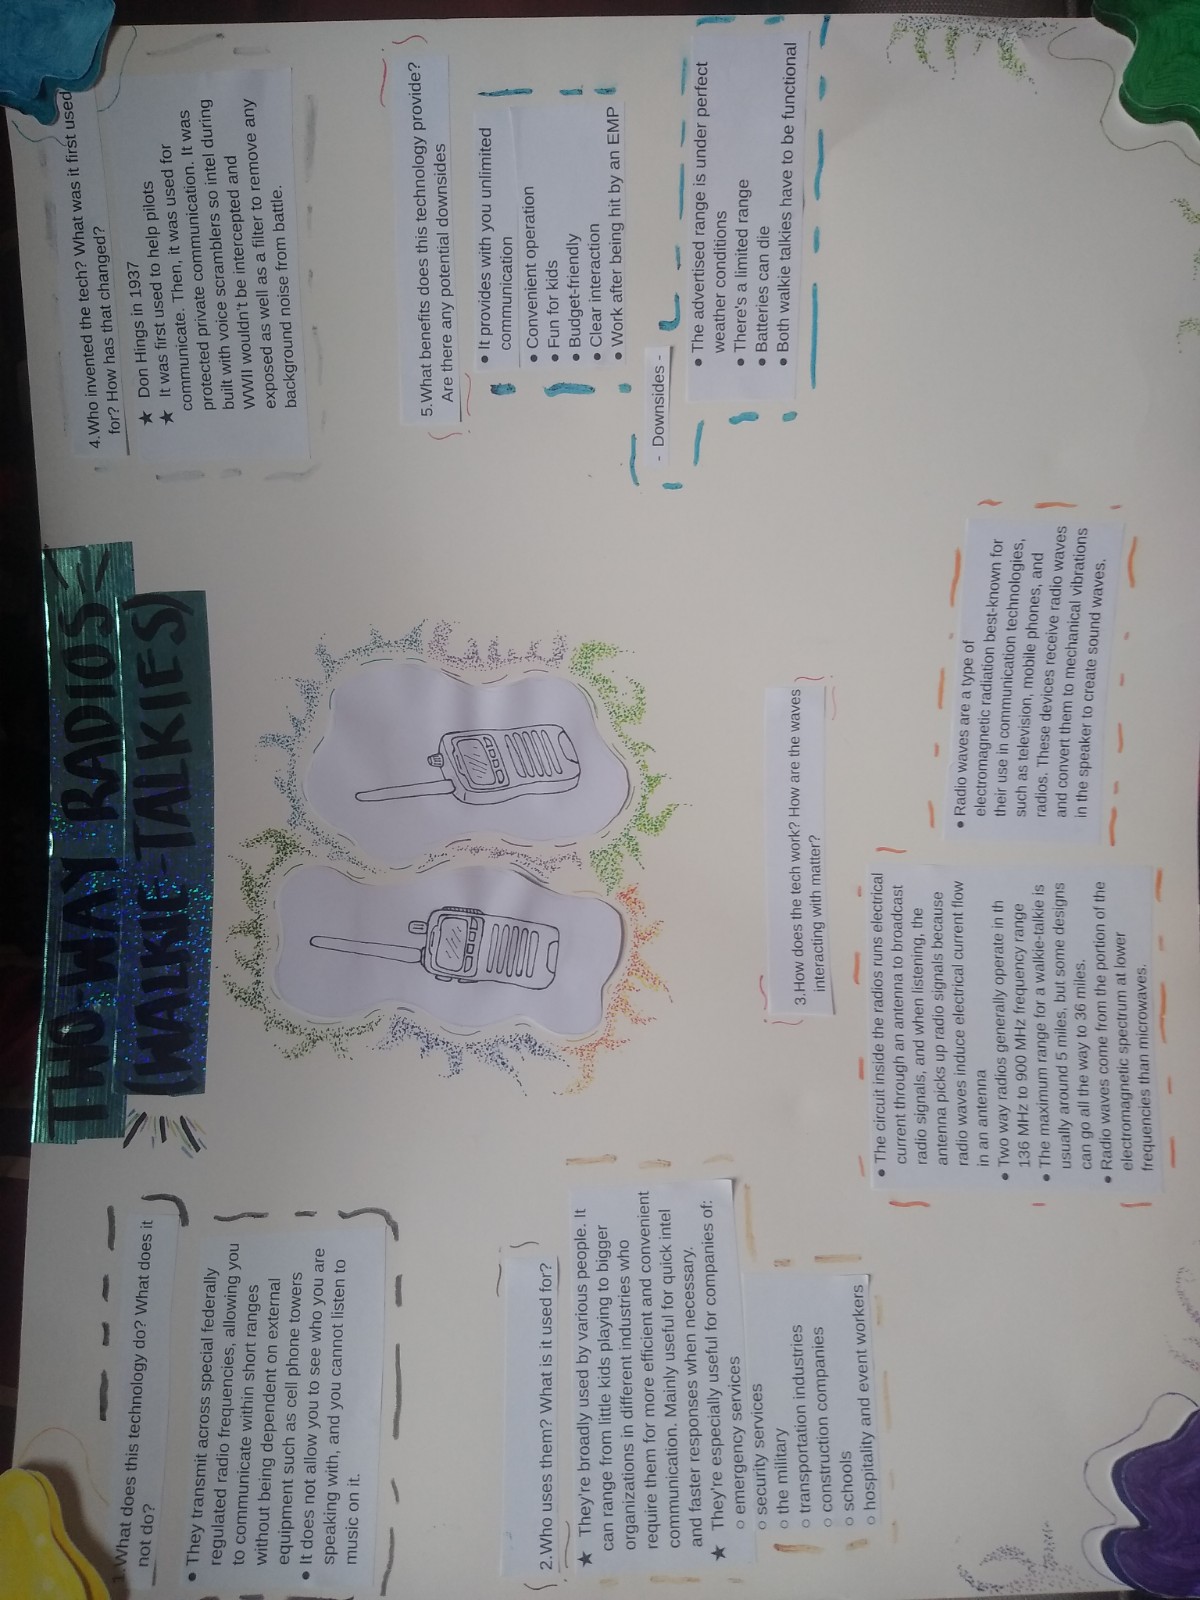 TWO-WAY RADIOS
(WALKIE-TALKIES)
1.What does this technology do? What does it
not do?
● They transmit across special federally
regulated radio frequencies, allowing you
to communicate within short ranges
without being dependent on external
equipment such as cell phone towers
● It does not allow you to see who you are
speaking with, and you cannot listen to
music on it.
2.Who uses them? What is it used for?
★ They're broadly used by various people. It
can range from little kids playing to bigger
organizations in different industries who
require them for more efficient and convenient
communication. Mainly useful for quick intel
and faster responses when necessary.
★ They're especially useful for companies of:
○ emergency services
○ security services
○ the military
○ transportation industries
○ construction companies
○ schools
○ hospitality and event workers
3.How does the tech work? How are the waves
interacting with matter?
● The circuit inside the radios runs electrical
current through an antenna to broadcast
radio signals, and when listening, the
antenna picks up radio signals because
radio waves induce electrical current flow
in an antenna
● Two way radios generally operate in th
136 MHz to 900 MHz frequency range
● The maximum range for a walkie-talkie is
usually around 5 miles, but some designs
can go all the way to 36 miles.
● Radio waves come from the portion of the
electromagnetic spectrum at lower
frequencies than microwaves.
● Radio waves are a type of
electromagnetic radiation best-known for
their use in communication technologies,
such as television, mobile phones, and
radios. These devices receive radio waves
and convert them to mechanical vibrations
in the speaker to create sound waves.
4.Who invented the tech? What was it first used
for? How has that changed?
★ Don Hings in 1937
★ It was first used to help pilots
communicate. Then, it was used for
protected private communication. It was
built with voice scramblers so intel during
WWII wouldn't be intercepted and
exposed as well as a filter to remove any
background noise from battle.
5.What benefits does this technology provide?
Are there any potential downsides
● It provides with you unlimited
communication
● Convenient operation
● Fun for kids
● Budget-friendly
● Clear interaction
● Work after being hit by an EMP
- Downsides -
● The advertised range is under perfect
weather conditions
● There's a limited range
● Batteries can die
● Both walkie talkies have to be functional